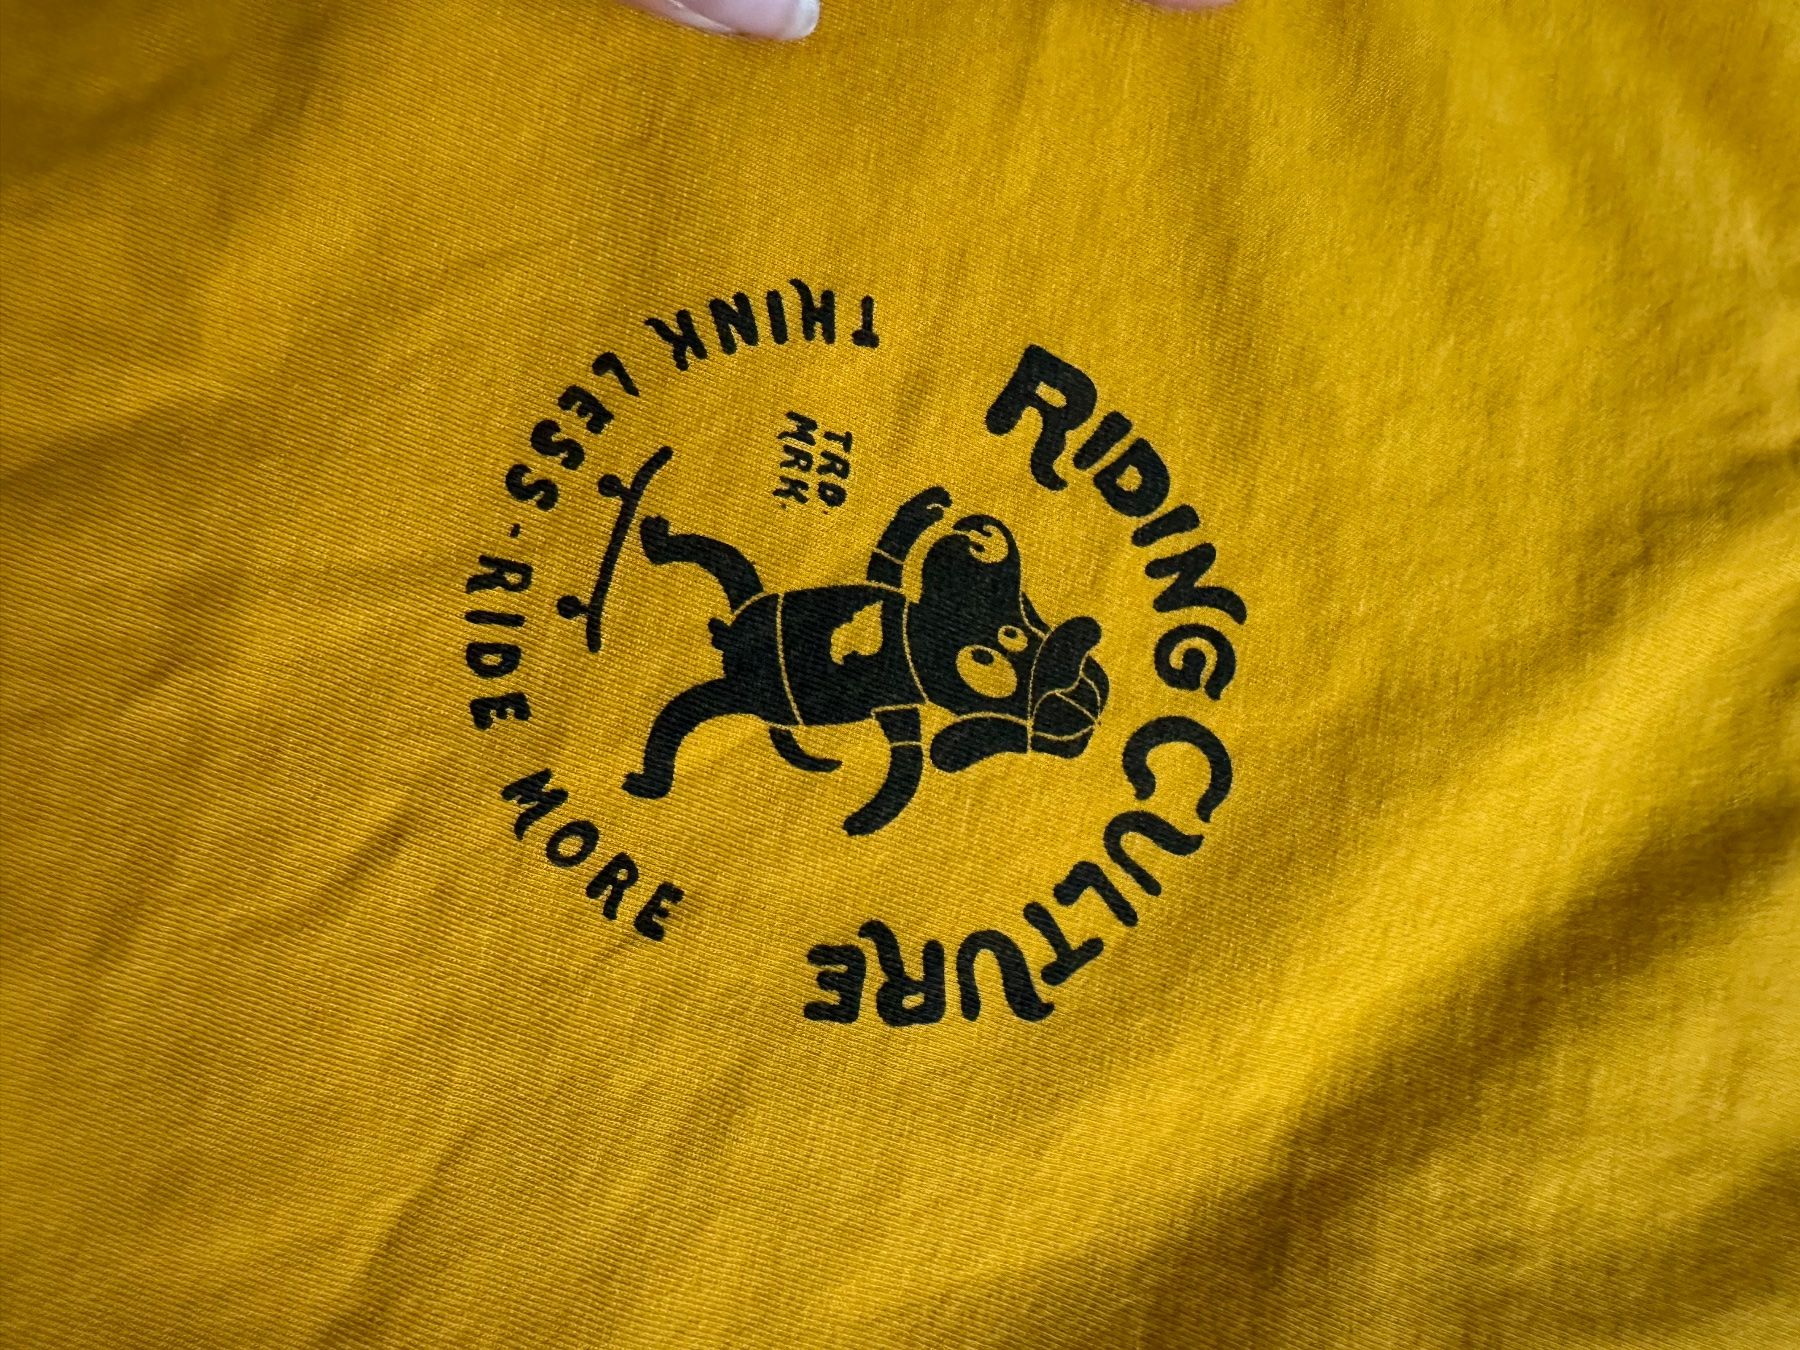 RIDING CULTURE
TRD.
MRK.
THINK LESS-RIDE MORE